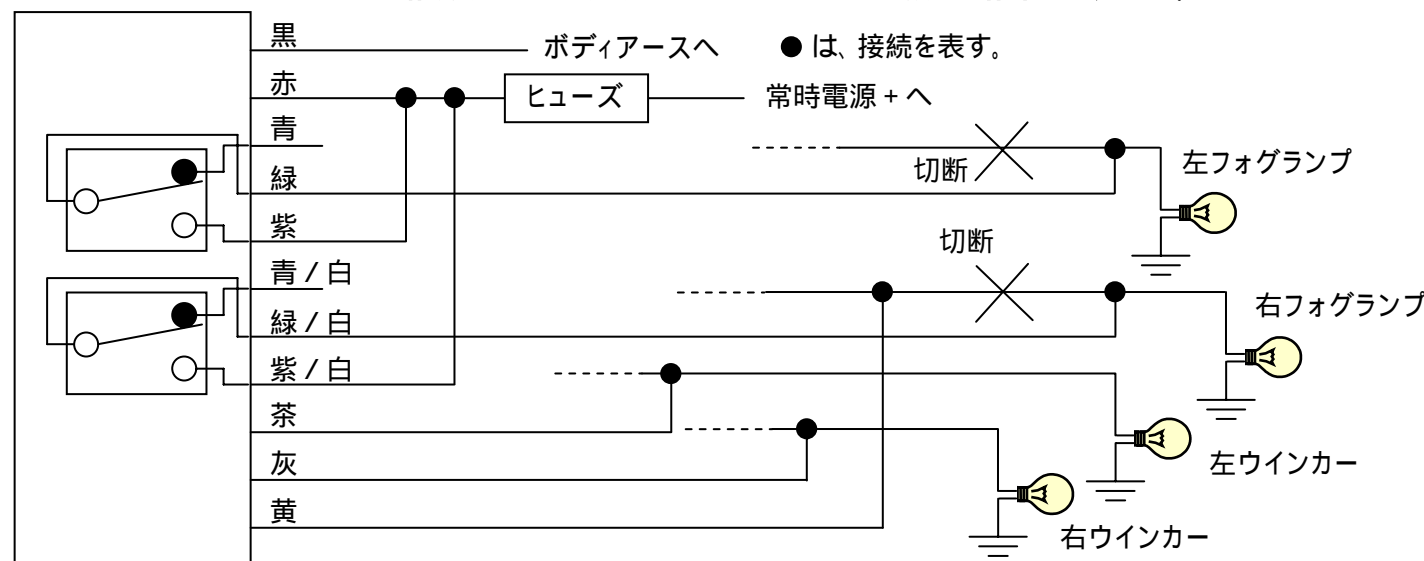 黒
ボディアースへ
●は、接続を表す。
赤
ヒューズ
常時電源 + へ
青
切断
左フォグランプ
緑
紫
切断
青 / 白
右フォグランプ
緑 / 白
紫 / 白
茶
灰
左ウインカー
黄
右ウインカー